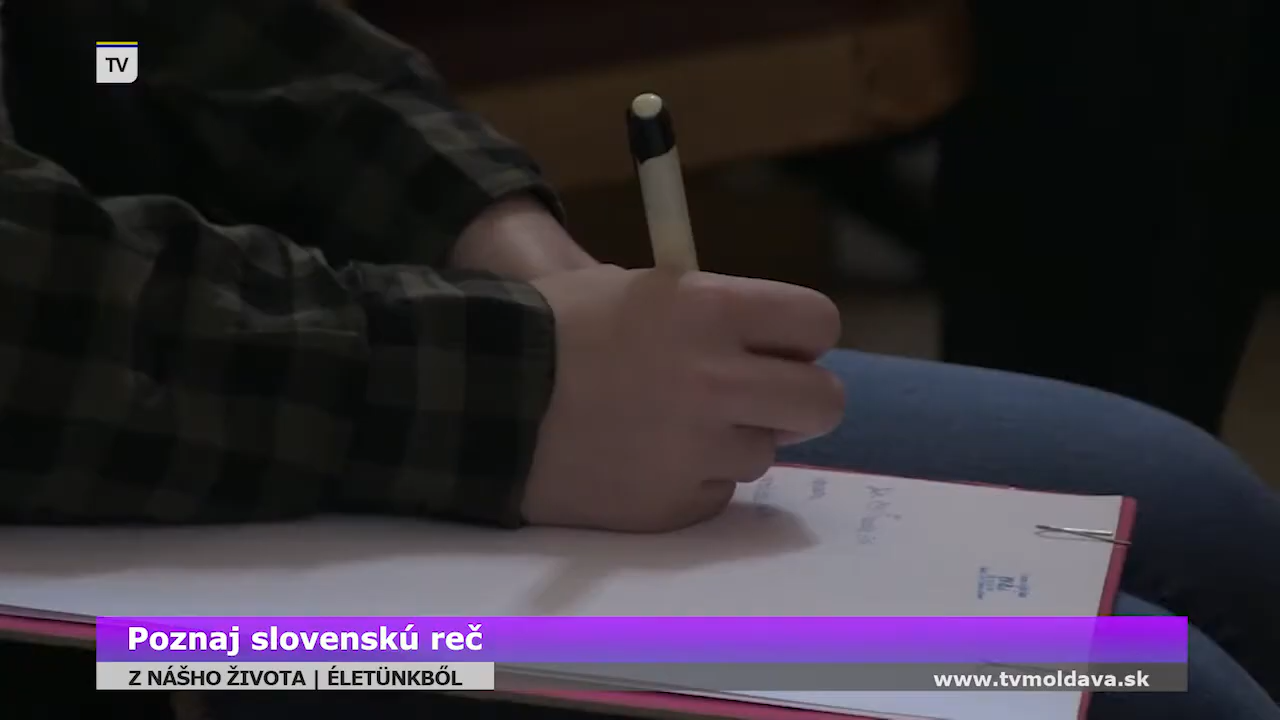 TV
Poznaj slovenskú reč
Z NÁŠHO ŽIVOTA | ÉLETÜNKBŐL
www.tvmoldava.sk